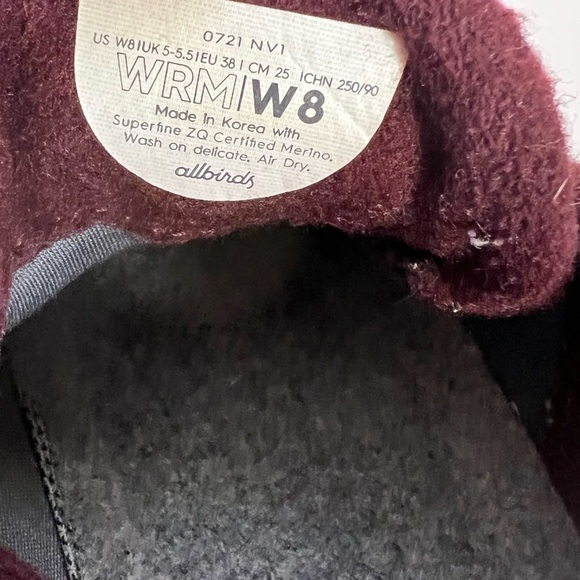 0721 NV1
US W8 | UK 5-5.5 | EU 38 | CM 25 | CHN 250/90
WRM|W8
Made In Korea with
Superfine ZQ Certified Merino.
Wash on delicate. Air Dry.
allbirds